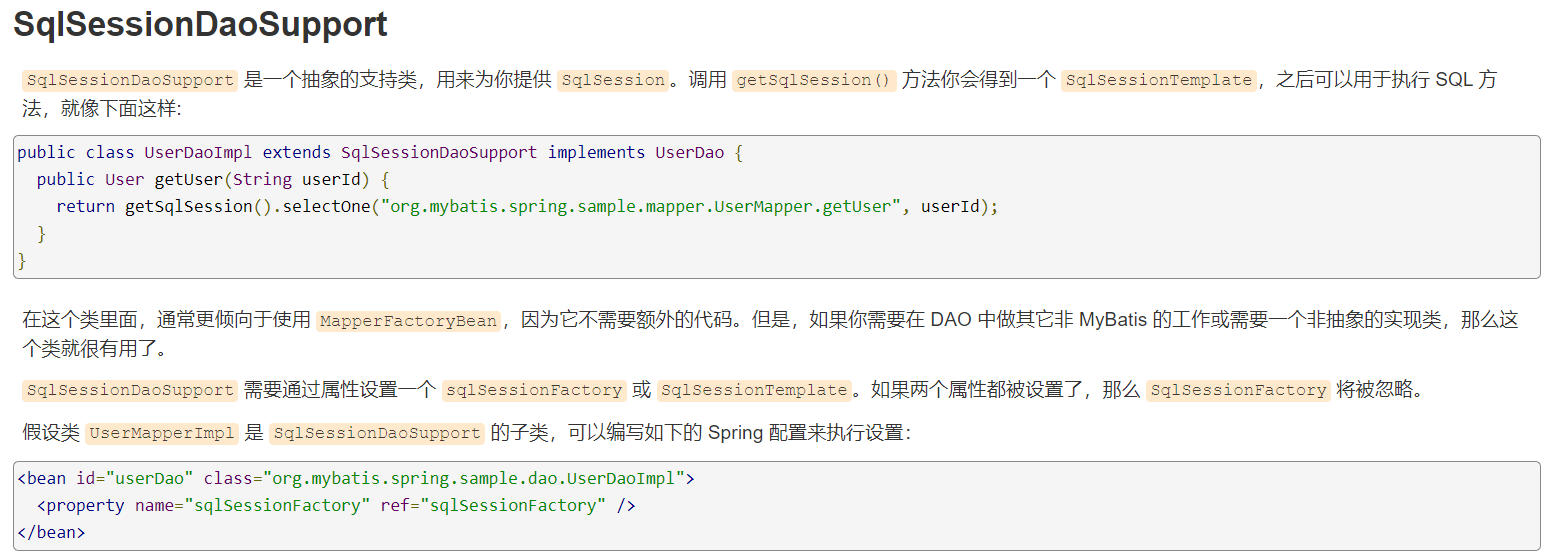 SqlSessionDaoSupport
SqlSessionDaoSupport 是一个抽象的支持类，用来为你提供 SqlSession。调用 getSqlSession() 方法你会得到一个 SqlSessionTemplate，之后可以用于执行 SQL 方
法，就像下面这样:
public class UserDaoImpl extends SqlSessionDaoSupport implements UserDao {
  public User getUser(String userId) {
    return getSqlSession().selectOne("org.mybatis.spring.sample.mapper.UserMapper.getUser", userId);
  }
}
在这个类里面，通常更倾向于使用 MapperFactoryBean，因为它不需要额外的代码。但是，如果你需要在 DAO 中做其它非 MyBatis 的工作或需要一个非抽象的实现类，那么这
个类就很有用了。
SqlSessionDaoSupport 需要通过属性设置一个 sqlSessionFactory 或 SqlSessionTemplate。如果两个属性都被设置了，那么 SqlSessionFactory 将被忽略。
假设类 UserMapperImpl 是 SqlSessionDaoSupport 的子类，可以编写如下的 Spring 配置来执行设置：
<bean id="userDao" class="org.mybatis.spring.sample.dao.UserDaoImpl">
  <property name="sqlSessionFactory" ref="sqlSessionFactory" />
</bean>